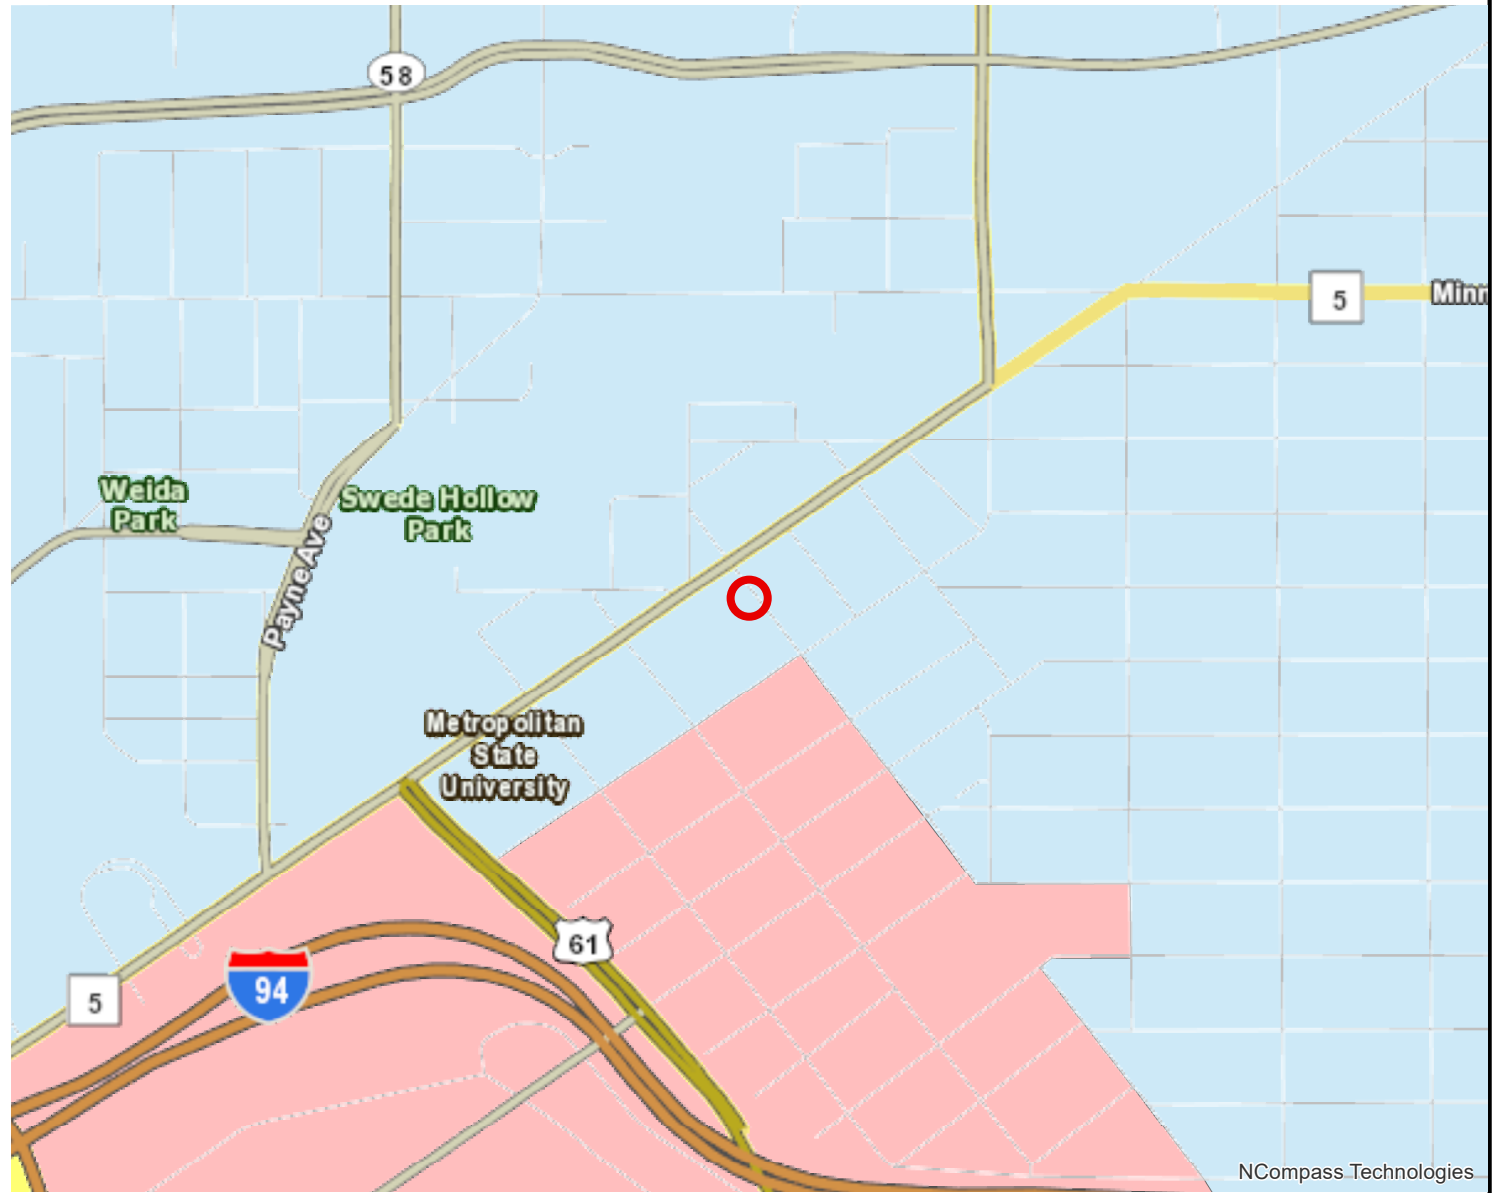 58
5
Minn
Weida
Park
Swede Hollow
Park
Payne Ave
Metropolitan
State
University
61
94
5
NCompass Technologies